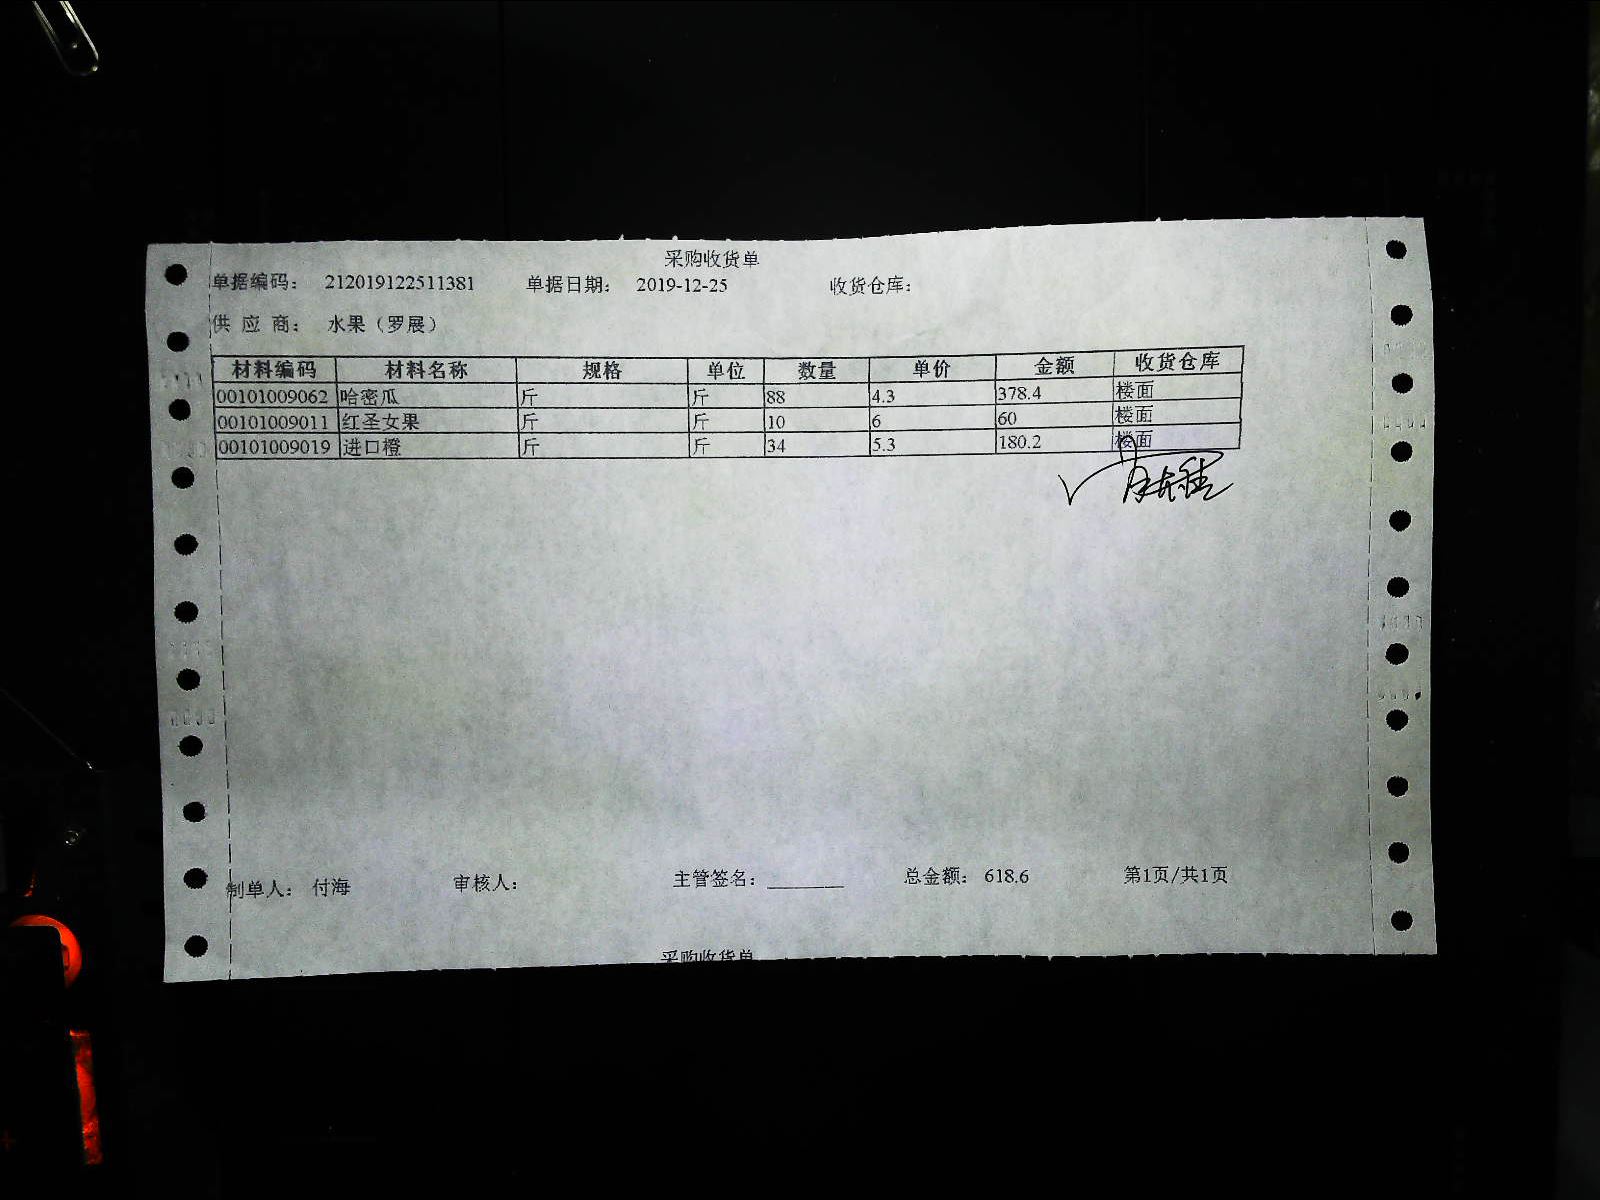 采购收货单
单据编码: 212019122511381 单据日期: 2019-12-25 收货仓库:
供 应 商: 水果（罗展）
材料编码 材料名称 规格 单位 数量 单价 金额 收货仓库
00101009062 哈密瓜 斤 斤 88 4.3 378.4 楼面
00101009011 红圣女果 斤 斤 10 6 60 楼面
00101009019 进口橙 斤 斤 34 5.3 180.2 楼面
制单人: 付海 审核人: 主管签名: 总金额: 618.6 第1页/共1页
采购收货单